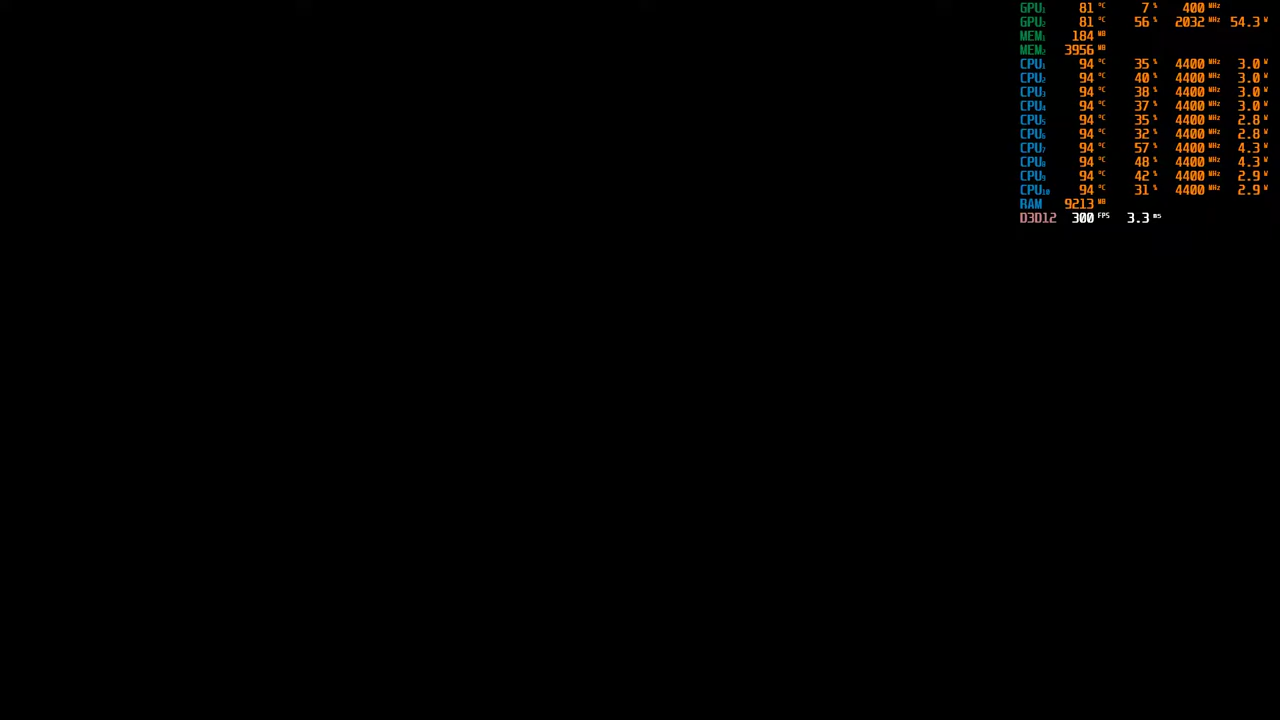 GPU1 81 °C 7 % 400 MHz
GPU2 81 °C 56 % 2032 MHz 54.3 W
MEM1 184 MB
MEM2 3956 MB
CPU1 94 °C 35 % 4400 MHz 3.0 W
CPU2 94 °C 40 % 4400 MHz 3.0 W
CPU3 94 °C 38 % 4400 MHz 3.0 W
CPU4 94 °C 37 % 4400 MHz 3.0 W
CPU5 94 °C 35 % 4400 MHz 2.8 W
CPU6 94 °C 32 % 4400 MHz 2.8 W
CPU7 94 °C 57 % 4400 MHz 4.3 W
CPU8 94 °C 48 % 4400 MHz 4.3 W
CPU9 94 °C 42 % 4400 MHz 2.9 W
CPU10 94 °C 31 % 4400 MHz 2.9 W
RAM 9213 MB
D3D12 300 FPS 3.3 ms